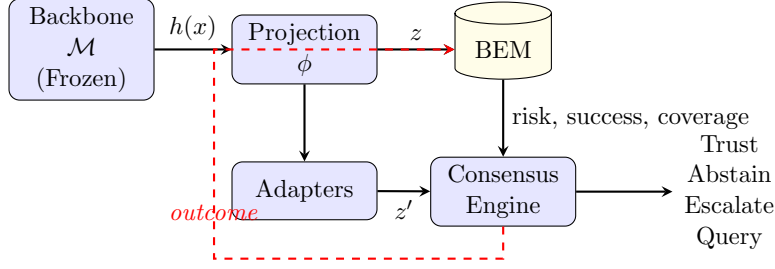 Backbone
ℳ
(Frozen)
h(x)
Projection
ϕ
z
BEM
risk, success, coverage
Adapters
z′
Consensus
Engine
Trust
Abstain
Escalate
Query
outcome